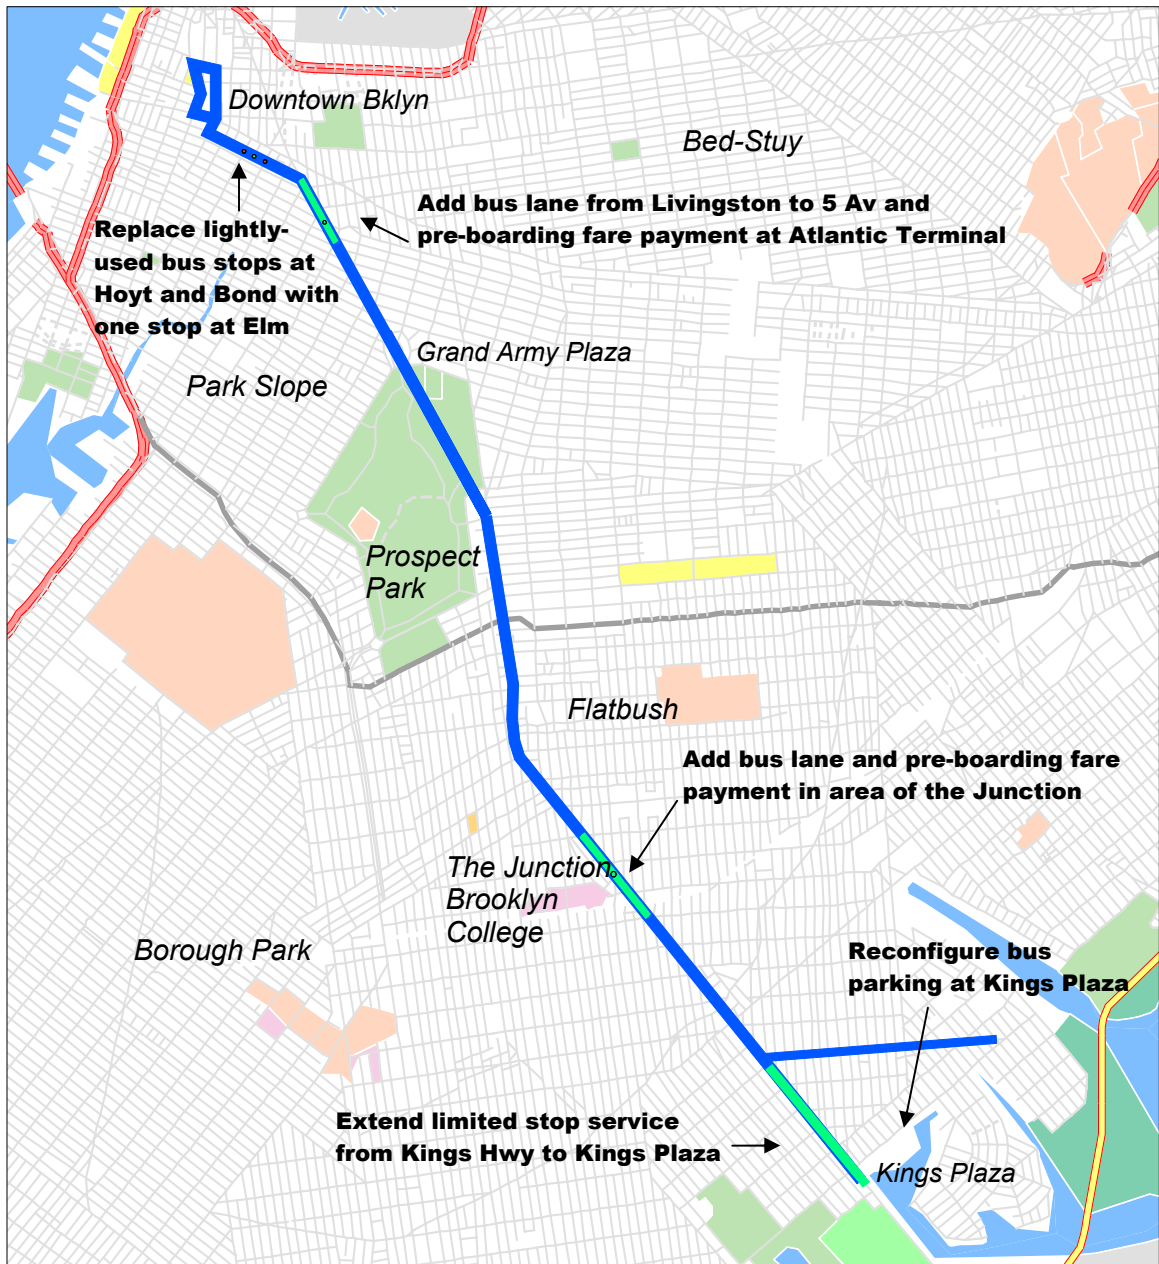 Downtown Bklyn
Bed-Stuy
Add bus lane from Livingston to 5 Av and
pre-boarding fare payment at Atlantic Terminal
Replace lightly-
used bus stops at
Hoyt and Bond with
one stop at Elm
Grand Army Plaza
Park Slope
Prospect
Park
Flatbush
Add bus lane and pre-boarding fare
payment in area of the Junction
The Junction
Brooklyn
College
Borough Park
Reconfigure bus
parking at Kings Plaza
Extend limited stop service
from Kings Hwy to Kings Plaza
Kings Plaza